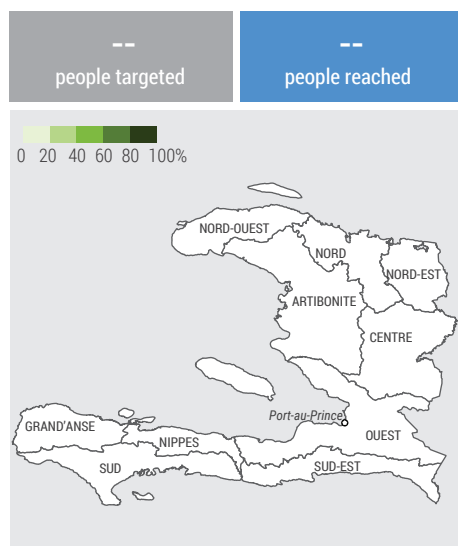 --
people targeted
--
people reached
0 20 40 60 80 100%
NORD-OUEST
NORD
NORD-EST
ARTIBONITE
CENTRE
Port-au-Prince
GRAND'ANSE
OUEST
NIPPES
SUD
SUD-EST